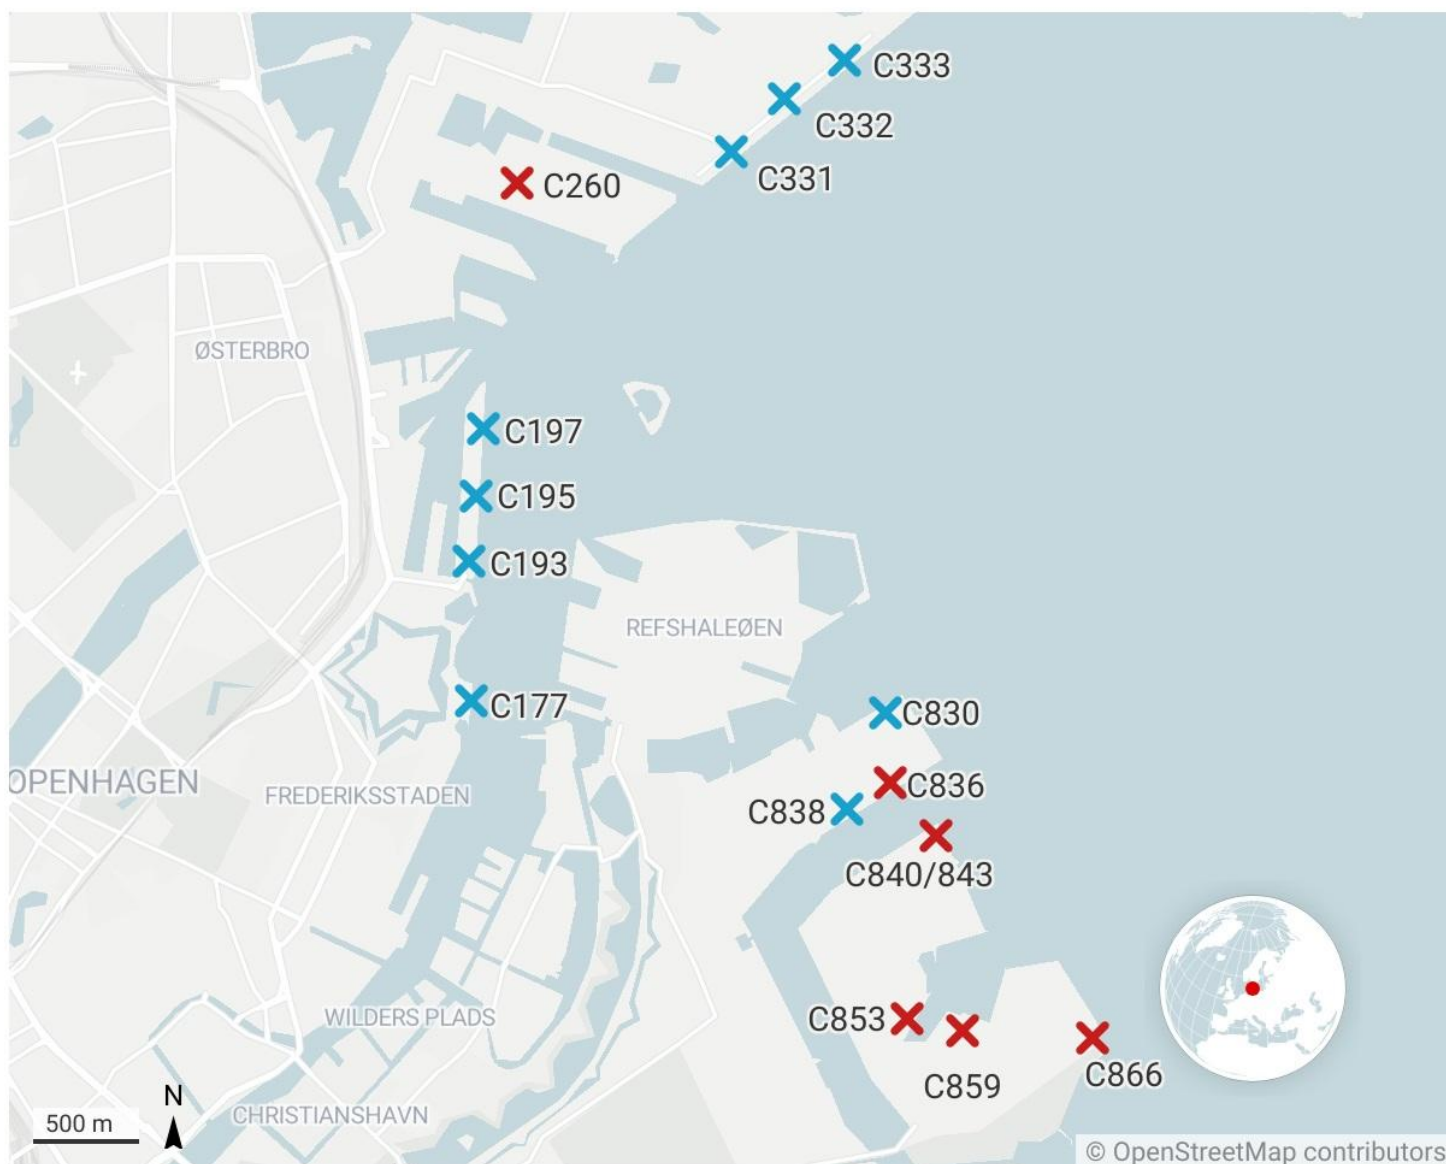 C333
C332
C331
C260
ØSTERBRO
C197
C195
C193
REFSHALEØEN
C177
C830
OPENHAGEN
FREDERIKSSTADEN
C836
C838
C840/843
WILDERS PLADS
C853
C859
C866
N
CHRISTIANSHAVN
500 m
© OpenStreetMap contributors